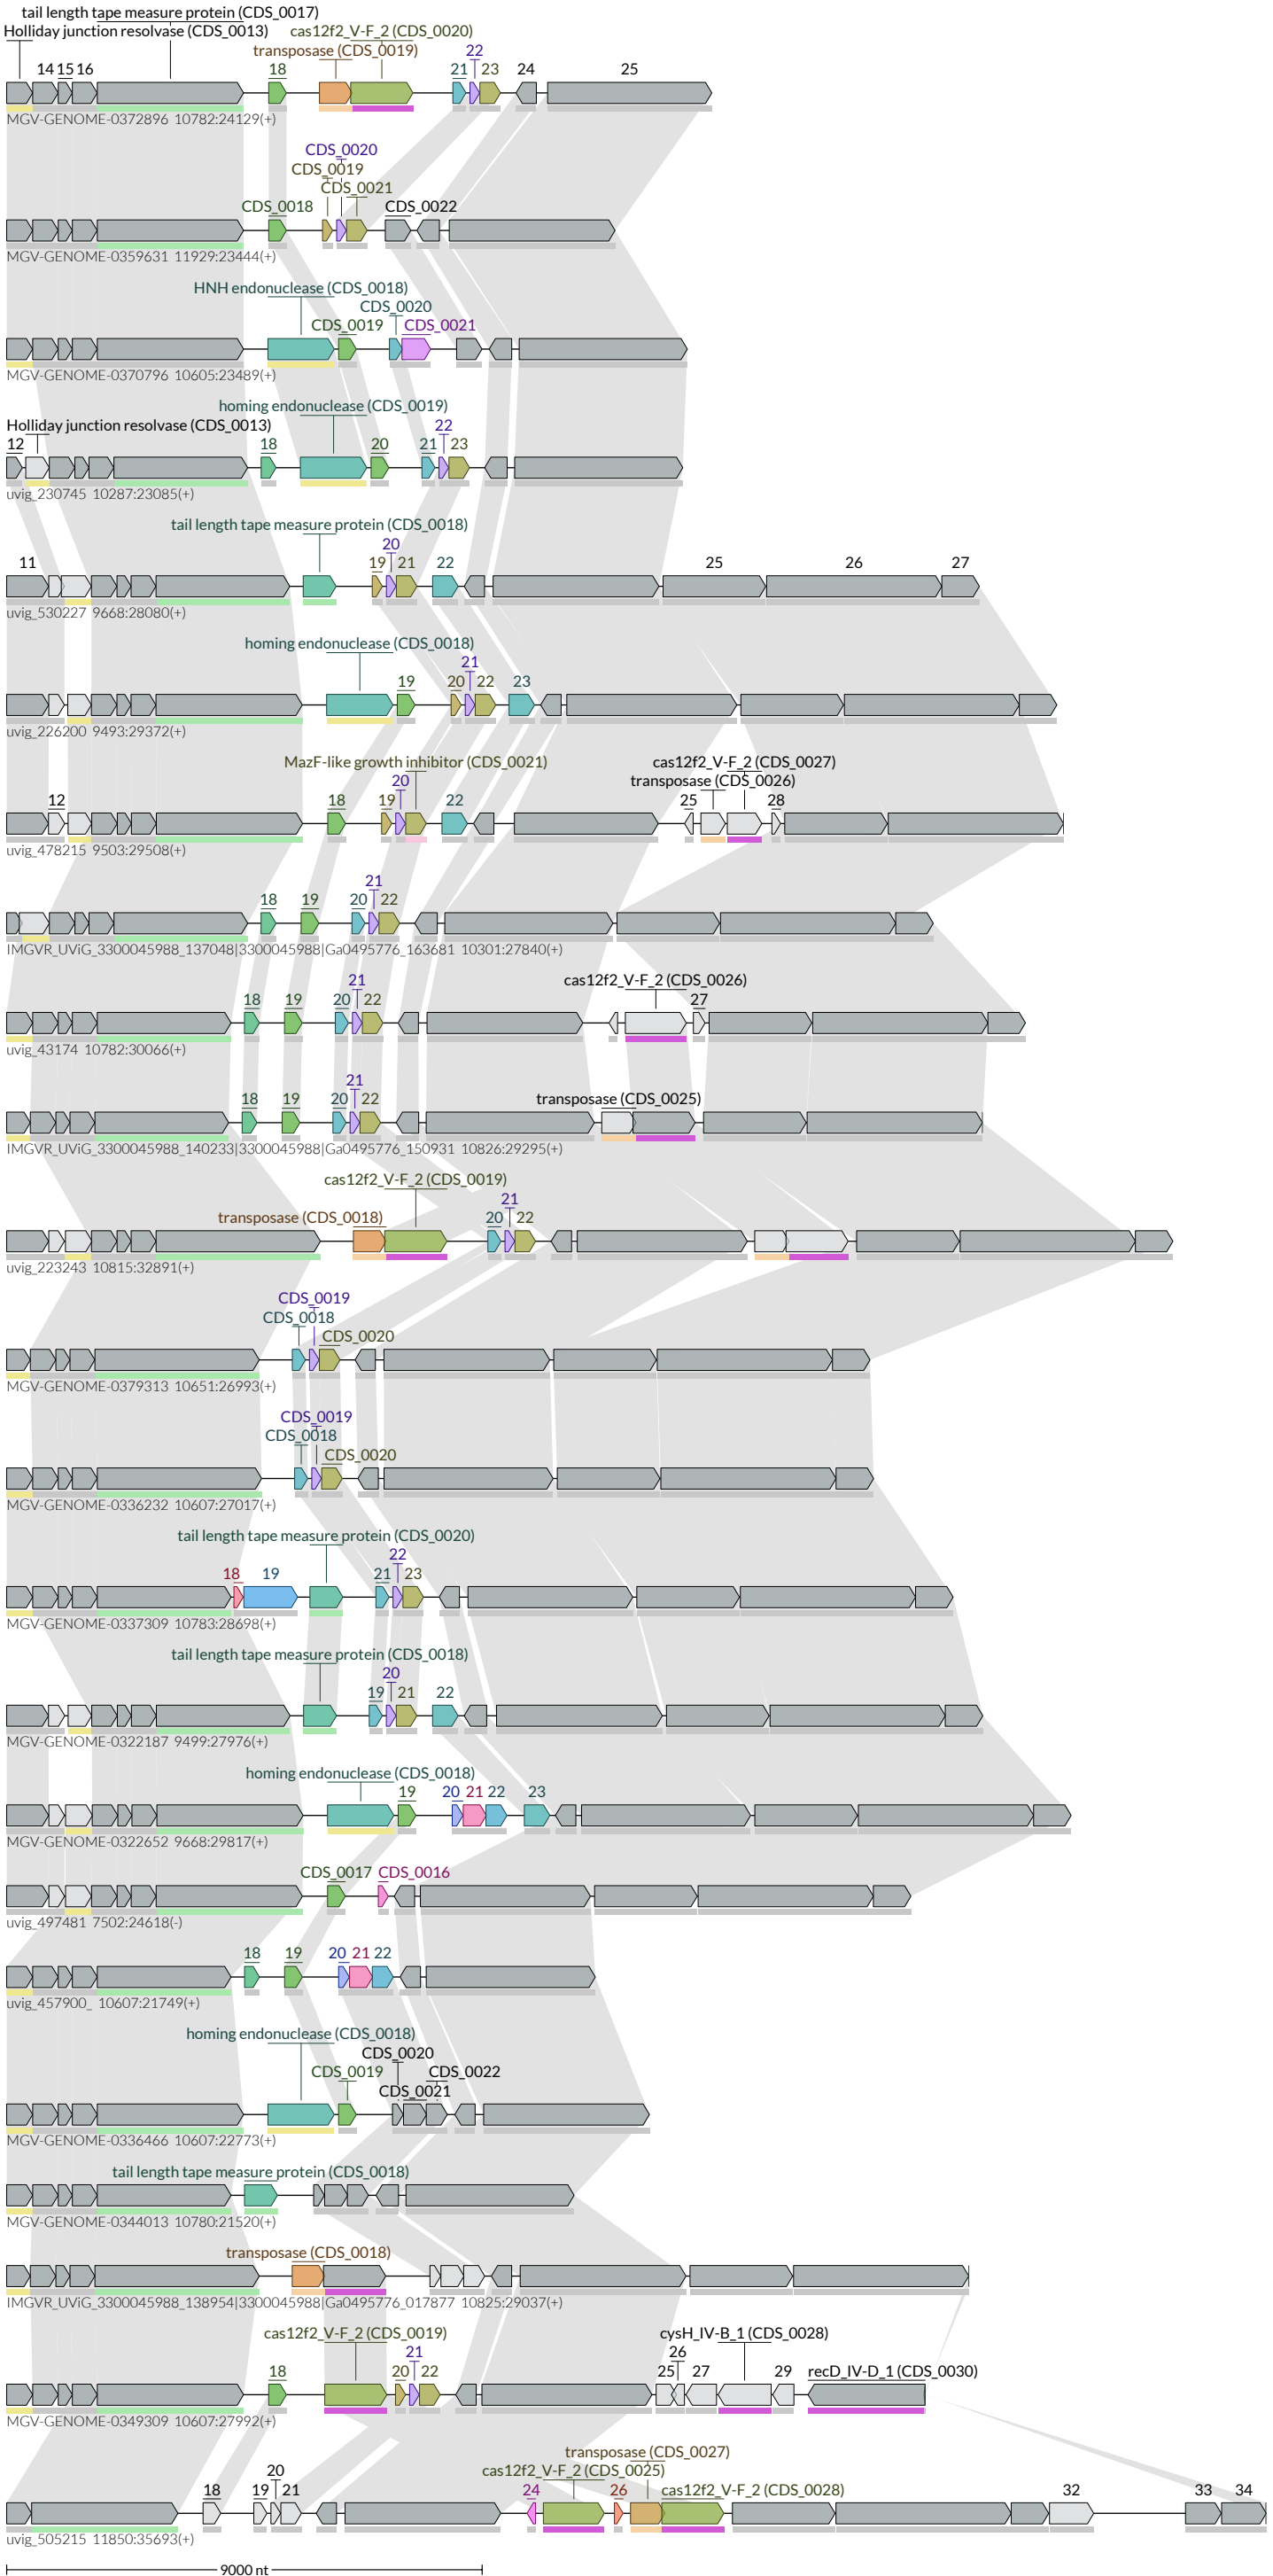 tail length tape measure protein (CDS_0017)
Holliday junction resolvase (CDS_0013) cas12f2_V-F_2 (CDS_0020)
transposase (CDS_0019) 22
14 15 16 18 21 23 24 25
MGV-GENOME-0372896 10782:24129(+)
CDS_0020
CDS_0019
CDS_0021
CDS_0018 CDS_0022
MGV-GENOME-0359631 11929:23444(+)
HNH endonuclease (CDS_0018)
CDS_0020
CDS_0019 CDS_0021
MGV-GENOME-0370796 10605:23489(+)
homing endonuclease (CDS_0019)
Holliday junction resolvase (CDS_0013) 22
12 18 20 21 23
uvig_230745 10287:23085(+)
tail length tape measure protein (CDS_0018)
20
11 19 21 22 25 26 27
uvig_530227 9668:28080(+)
homing endonuclease (CDS_0018)
21
19 20 22 23
uvig_226200 9493:29372(+)
MazF-like growth inhibitor (CDS_0021) cas12f2_V-F_2 (CDS_0027)
20 transposase (CDS_0026)
12 18 19 22 25 28
uvig_478215 9503:29508(+)
21
18 19 20 22
IMGVR_UViG_3300045988_137048|3300045988|Ga0495776_163681 10301:27840(+)
21 cas12f2_V-F_2 (CDS_0026)
18 19 20 22 27
uvig_43174 10782:30066(+)
21
18 19 20 22 transposase (CDS_0025)
IMGVR_UViG_3300045988_140233|3300045988|Ga0495776_150931 10826:29295(+)
cas12f2_V-F_2 (CDS_0019)
21
transposase (CDS_0018) 20 22
uvig_223243 10815:32891(+)
CDS_0019
CDS_0018
CDS_0020
MGV-GENOME-0379313 10651:26993(+)
CDS_0019
CDS_0018
CDS_0020
MGV-GENOME-0336232 10607:27017(+)
tail length tape measure protein (CDS_0020)
22
18 19 21 23
MGV-GENOME-0337309 10783:28698(+)
tail length tape measure protein (CDS_0018)
20
19 21 22
MGV-GENOME-0322187 9499:27976(+)
homing endonuclease (CDS_0018)
19 20 21 22 23
MGV-GENOME-0322652 9668:29817(+)
CDS_0017 CDS_0016
uvig_497481 7502:24618(-)
18 19 20 21 22
uvig_457900_ 10607:21749(+)
homing endonuclease (CDS_0018)
CDS_0020
CDS_0019 CDS_0022
CDS_0021
MGV-GENOME-0336466 10607:22773(+)
tail length tape measure protein (CDS_0018)
MGV-GENOME-0344013 10780:21520(+)
transposase (CDS_0018)
IMGVR_UViG_3300045988_138954|3300045988|Ga0495776_017877 10825:29037(+)
cas12f2_V-F_2 (CDS_0019) cysH_IV-B_1 (CDS_0028)
21 26
18 20 22 25 27 29 recD_IV-D_1 (CDS_0030)
MGV-GENOME-0349309 10607:27992(+)
transposase (CDS_0027)
20 cas12f2_V-F_2 (CDS_0025)
18 19 21 24 26 cas12f2_V-F_2 (CDS_0028) 32 33 34
uvig_505215 11850:35693(+)
9000 nt